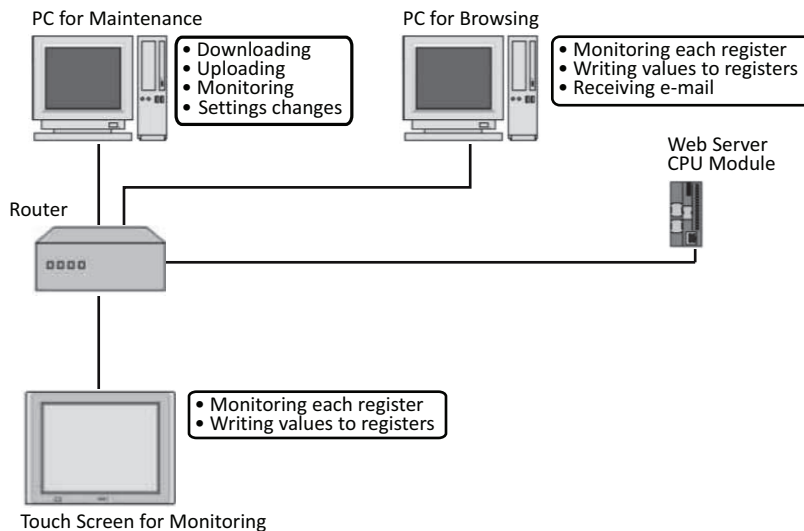 PC for Maintenance
• Downloading
• Uploading
• Monitoring
• Settings changes
PC for Browsing
• Monitoring each register
• Writing values to registers
• Receiving e-mail
Web Server
CPU Module
Router
• Monitoring each register
• Writing values to registers
Touch Screen for Monitoring